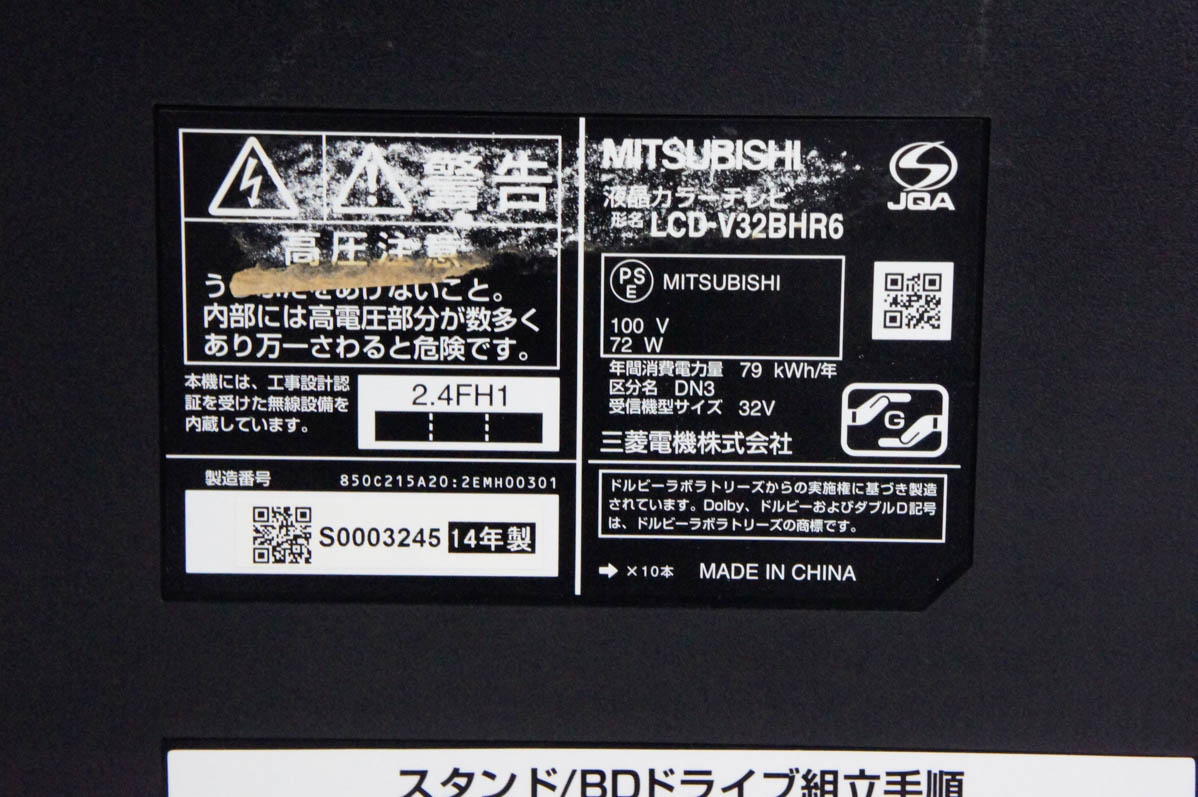 警告
高圧注意
う をあけないこと。
内部には高電圧部分が数多く
あり万一さわると危険です。
本機には、工事設計認
証を受けた無線設備を
内蔵しています。
2.4FH1
製造番号 850C215A20:2EMH00301
S0003245 14年製
MITSUBISHI
液晶カラーテレビ
形名 LCD-V32BHR6
JQA
PSE MITSUBISHI
100 V
72 W
年間消費電力量 79 kWh/年
区分名 DN3
受信機型サイズ 32V
G
三菱電機株式会社
ドルビーラボラトリーズからの実施権に基づき製造
されています。Dolby、ドルビーおよびダブルD記号
は、ドルビーラボラトリーズの商標です。
➡ ×10本 MADE IN CHINA
スタンド/BDドライブ組立手順